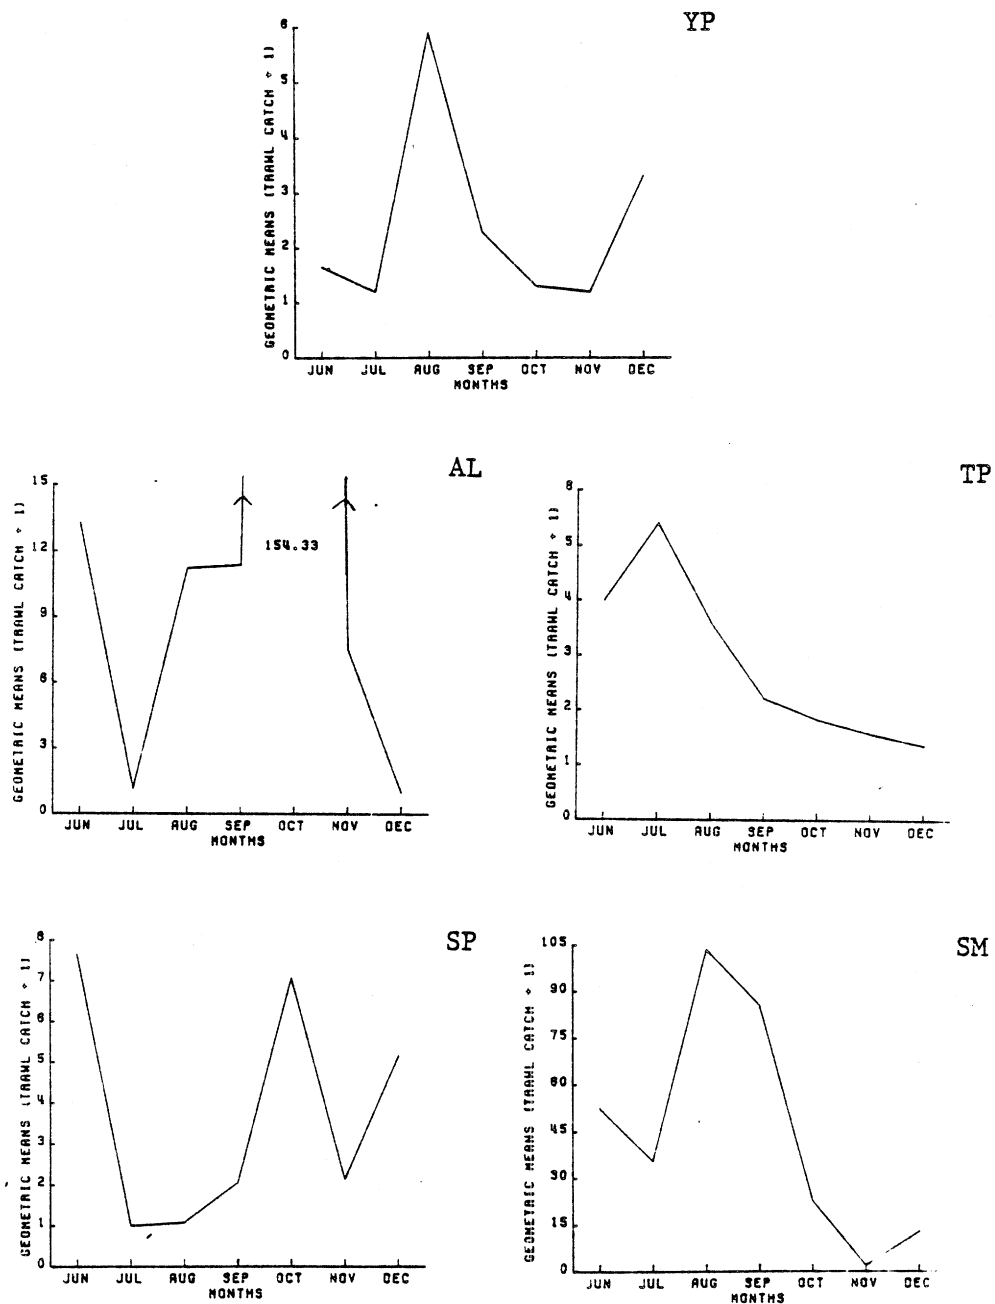 YP
GEOMETRIC MEANS (TRAWL CATCH + 1)
6
5
4
3
2
1
0
JUN JUL AUG SEP OCT NOV DEC
MONTHS
AL
GEOMETRIC MEANS (TRAWL CATCH + 1)
15
12
9
6
3
0
154.33
JUN JUL AUG SEP OCT NOV DEC
MONTHS
TP
GEOMETRIC MEANS (TRAWL CATCH + 1)
6
5
4
3
2
1
0
JUN JUL AUG SEP OCT NOV DEC
MONTHS
SP
GEOMETRIC MEANS (TRAWL CATCH + 1)
8
7
6
5
4
3
2
1
0
JUN JUL AUG SEP OCT NOV DEC
MONTHS
SM
GEOMETRIC MEANS (TRAWL CATCH + 1)
105
90
75
60
45
30
15
0
JUN JUL AUG SEP OCT NOV DEC
MONTHS